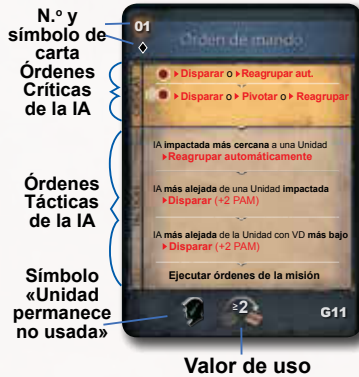 N.º y
símbolo de
carta
01
Orden de mando
Órdenes
Críticas
de la IA
▸Disparar o ▸Reagrupar aut.
▸Disparar o ▸Pivotar o ▸Reagrupar
Órdenes
Tácticas
de la IA
IA impactada más cercana a una Unidad
▸Reagrupar automáticamente
IA más alejada de una Unidad impactada
▸Disparar (+2 PAM)
IA más alejada de la Unidad con VD más bajo
▸Disparar (+2 PAM)
Ejecutar órdenes de la misión
Símbolo
«Unidad
permanece
no usada»
≥2
G11
Valor de uso